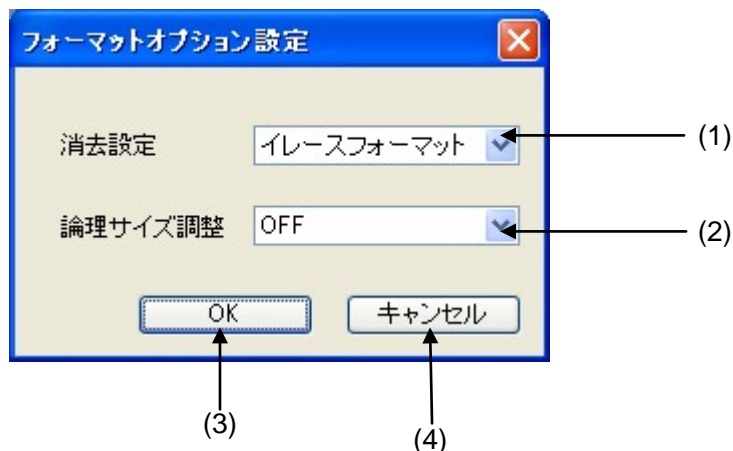 フォーマットオプション設定
消去設定 イレースフォーマット (1)
論理サイズ調整 OFF (2)
OK キャンセル
(3) (4)